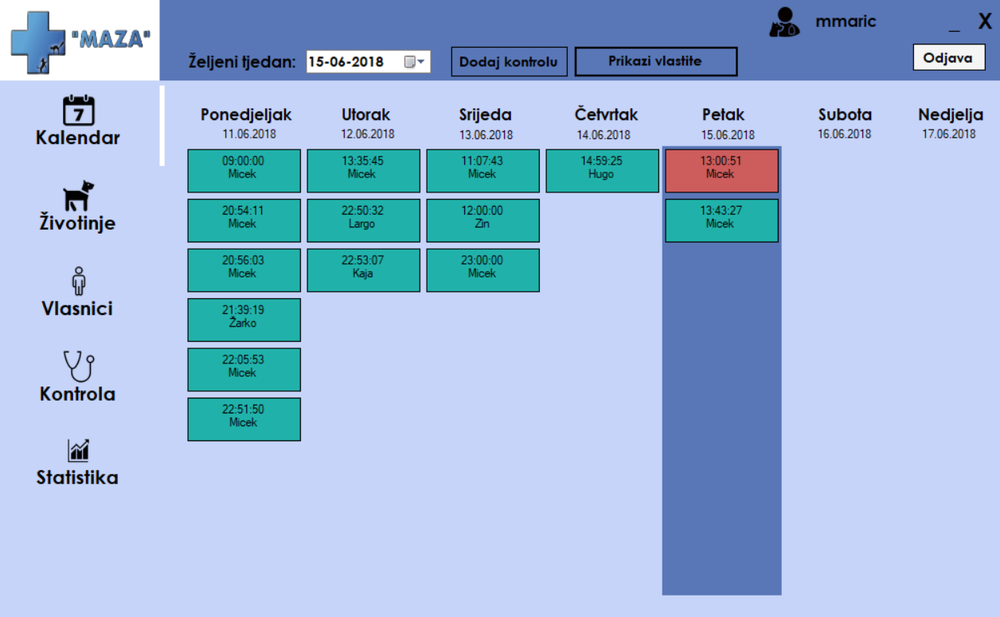 "MAZA"
mmaric
_ X
Željeni tjedan: 15-06-2018 Dodaj kontrolu Prikazi vlastite Odjava
7
Kalendar
Životinje
Vlasnici
Kontrola
Statistika
Ponedjeljak Utorak Srijeda Četvrtak Petak Subota Nedjelja
11.06.2018 12.06.2018 13.06.2018 14.06.2018 15.06.2018 16.06.2018 17.06.2018
09:00:00 13:35:45 11:07:43 14:59:25 13:00:51
Micek Micek Micek Hugo Micek
20:54:11 22:50:32 12:00:00 13:43:27
Micek Largo Zin Micek
20:56:03 22:53:07 23:00:00
Micek Kaja Micek
21:39:19
Žarko
22:05:53
Micek
22:51:50
Micek